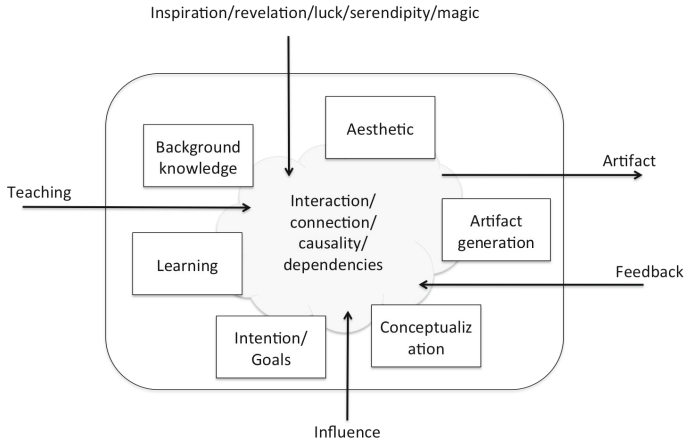 Inspiration/revelation/luck/serendipity/magic
Aesthetic
Background
knowledge
Artifact
Teaching
Interaction/
connection/
causality/
dependencies
Artifact
generation
Learning
Feedback
Intention/
Goals
Conceptualiz
ation
Influence